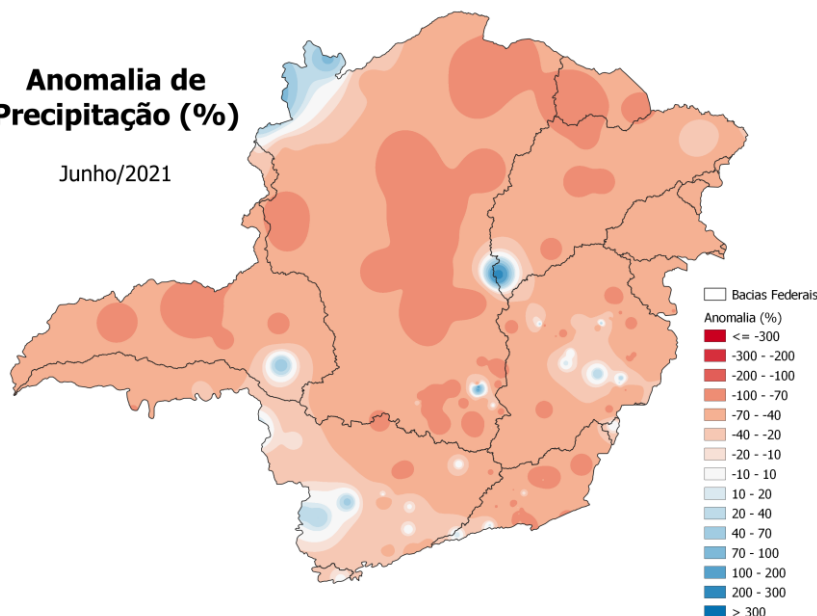 Anomalia de
Precipitação (%)
Junho/2021
Bacias Federais
Anomalia (%)
<= -300
-300 - -200
-200 - -100
-100 - -70
-70 - -40
-40 - -20
-20 - -10
-10 - 10
10 - 20
20 - 40
40 - 70
70 - 100
100 - 200
200 - 300
> 300